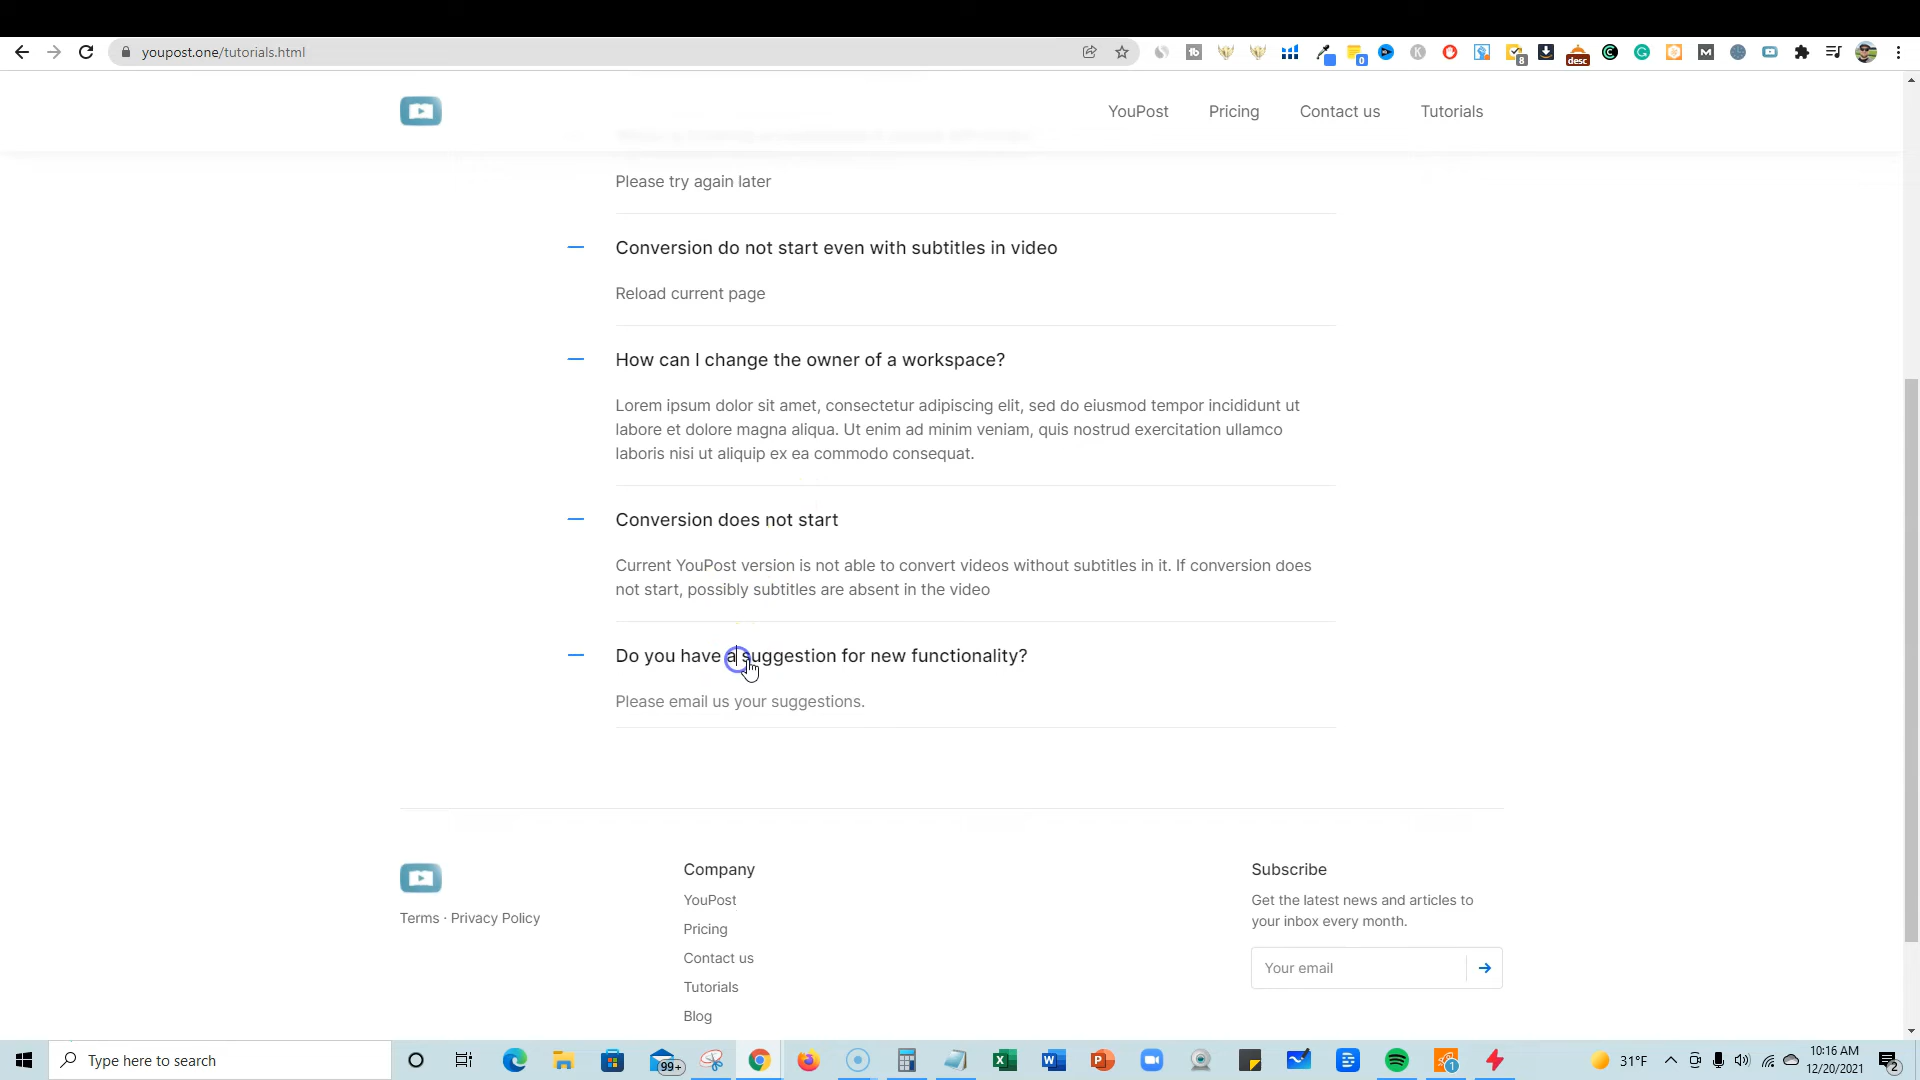 youpost.one/tutorials.html
0
8
desc
YouPost
Pricing
Contact us
Tutorials
Please try again later
Conversion do not start even with subtitles in video
Reload current page
How can I change the owner of a workspace?
Lorem ipsum dolor sit amet, consectetur adipiscing elit, sed do eiusmod tempor incididunt ut
labore et dolore magna aliqua. Ut enim ad minim veniam, quis nostrud exercitation ullamco
laboris nisi ut aliquip ex ea commodo consequat.
Conversion does not start
Current YouPost version is not able to convert videos without subtitles in it. If conversion does
not start, possibly subtitles are absent in the video
Do you have a suggestion for new functionality?
Please email us your suggestions.
Terms · Privacy Policy
Company
YouPost
Pricing
Contact us
Tutorials
Blog
Subscribe
Get the latest news and articles to
your inbox every month.
Your email
Type here to search
99+
1
31°F
10:16 AM
12/20/2021
2